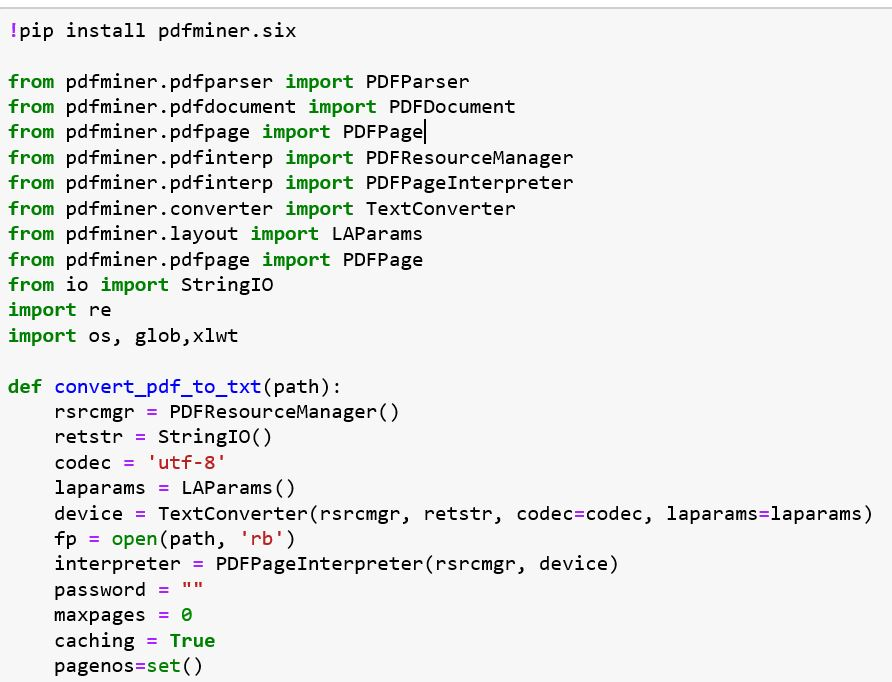 !pip install pdfminer.six
from pdfminer.pdfparser import PDFParser
from pdfminer.pdfdocument import PDFDocument
from pdfminer.pdfpage import PDFPage
from pdfminer.pdfinterp import PDFResourceManager
from pdfminer.pdfinterp import PDFPageInterpreter
from pdfminer.converter import TextConverter
from pdfminer.layout import LAParams
from pdfminer.pdfpage import PDFPage
from io import StringIO
import re
import os, glob,xlwt
def convert_pdf_to_txt(path):
    rsrcmgr = PDFResourceManager()
    retstr = StringIO()
    codec = 'utf-8'
    laparams = LAParams()
    device = TextConverter(rsrcmgr, retstr, codec=codec, laparams=laparams)
    fp = open(path, 'rb')
    interpreter = PDFPageInterpreter(rsrcmgr, device)
    password = ""
    maxpages = 0
    caching = True
    pagenos=set()